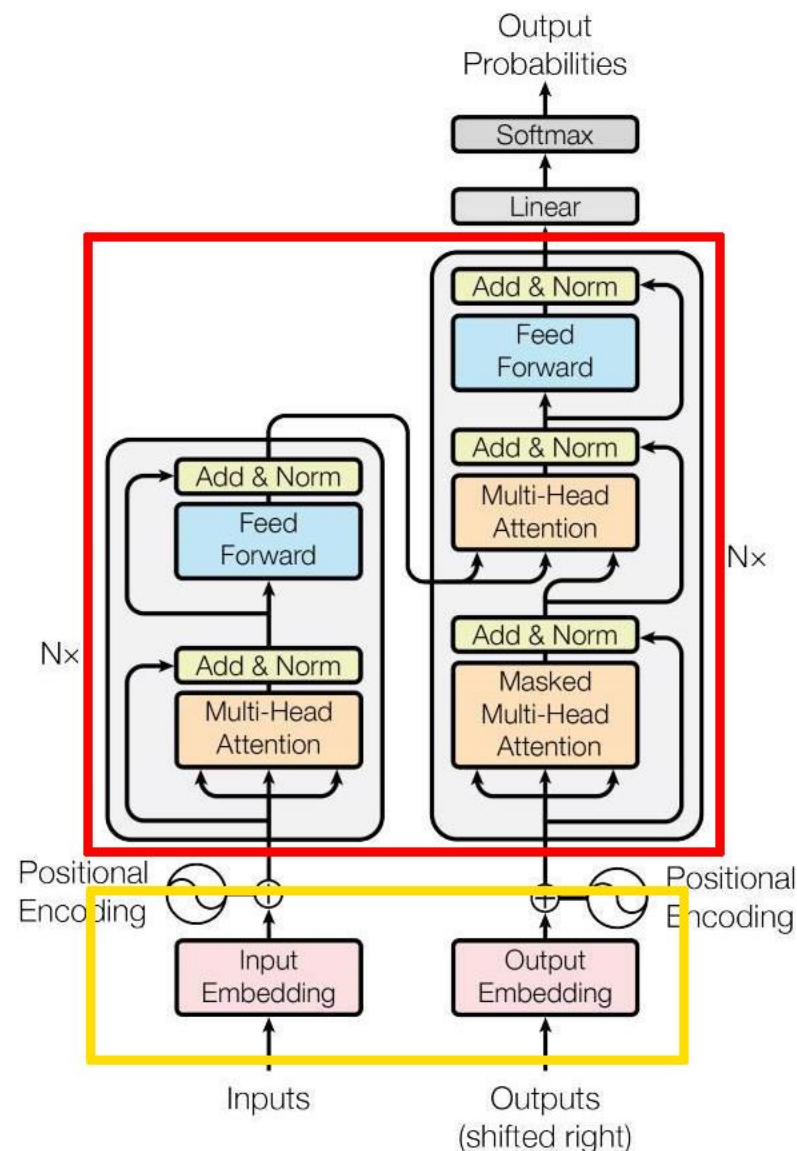 Output
Probabilities
Softmax
Linear
Add & Norm
Feed
Forward
Add & Norm
Multi-Head
Attention
Add & Norm
Feed
Forward
Nx
Nx
Add & Norm
Masked
Multi-Head
Attention
Add & Norm
Multi-Head
Attention
Positional
Encoding
Positional
Encoding
Input
Embedding
Output
Embedding
Inputs
Outputs
(shifted right)